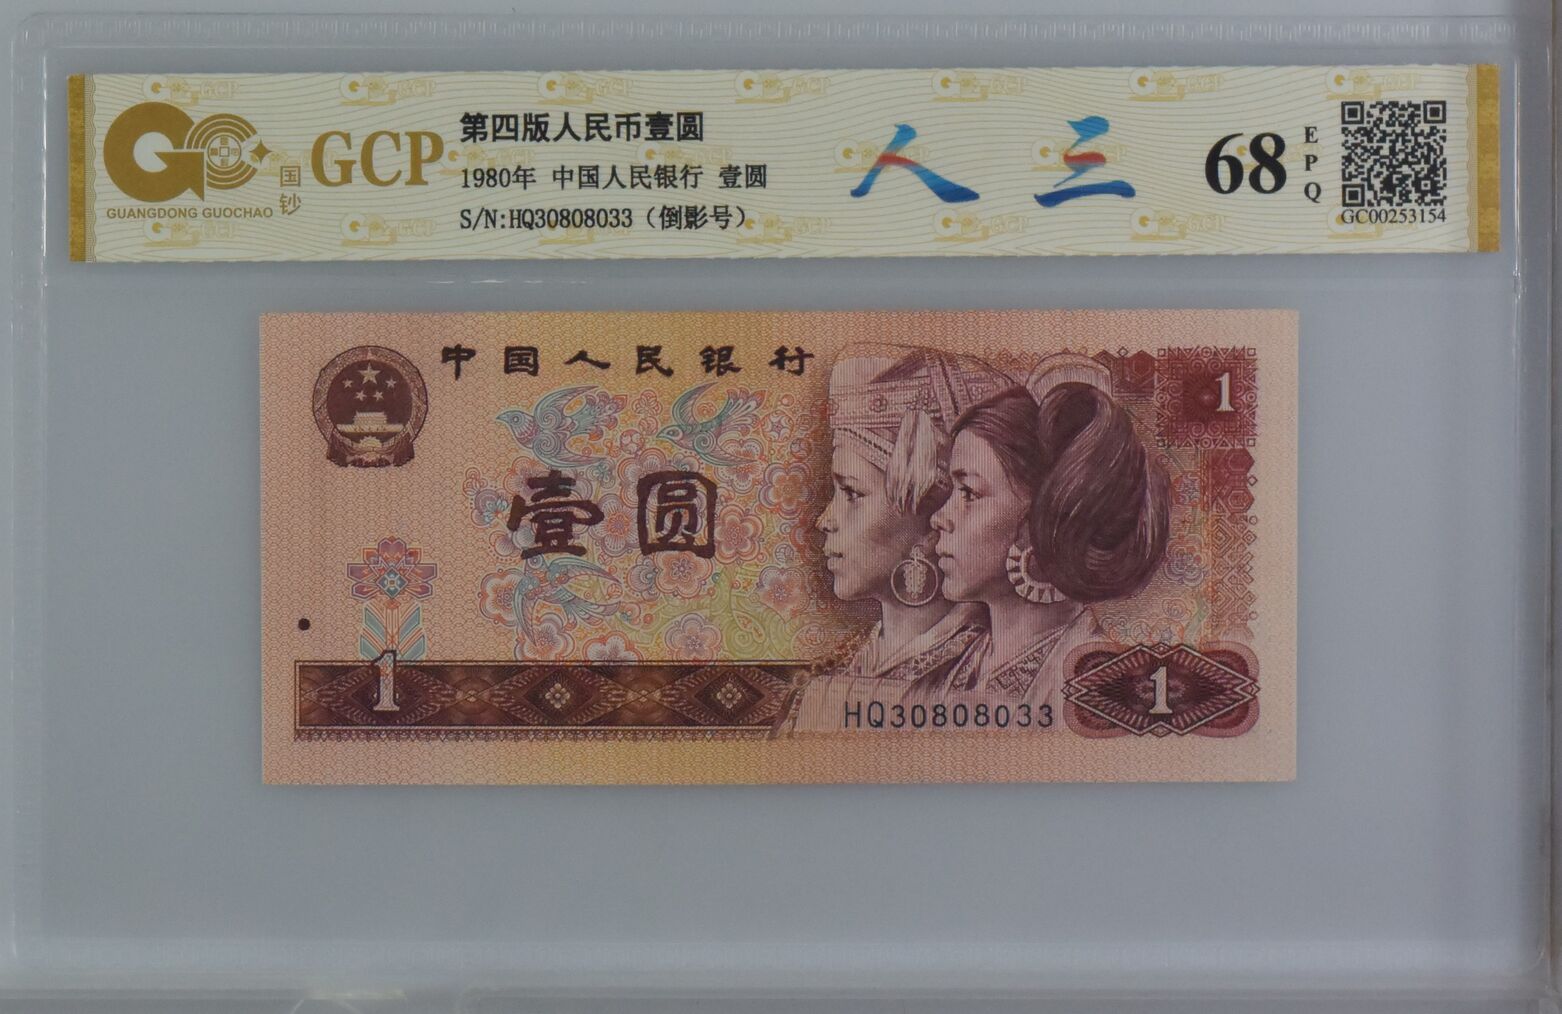 第四版人民币壹圆
1980年 中国人民银行 壹圆
S/N:HQ30808033（倒影号）
国钞
GCP
GUANGDONG GUOCHAO
人三
68
EPQ
GC00253154
中国人民银行
1
壹圆
1
HQ30808033
1